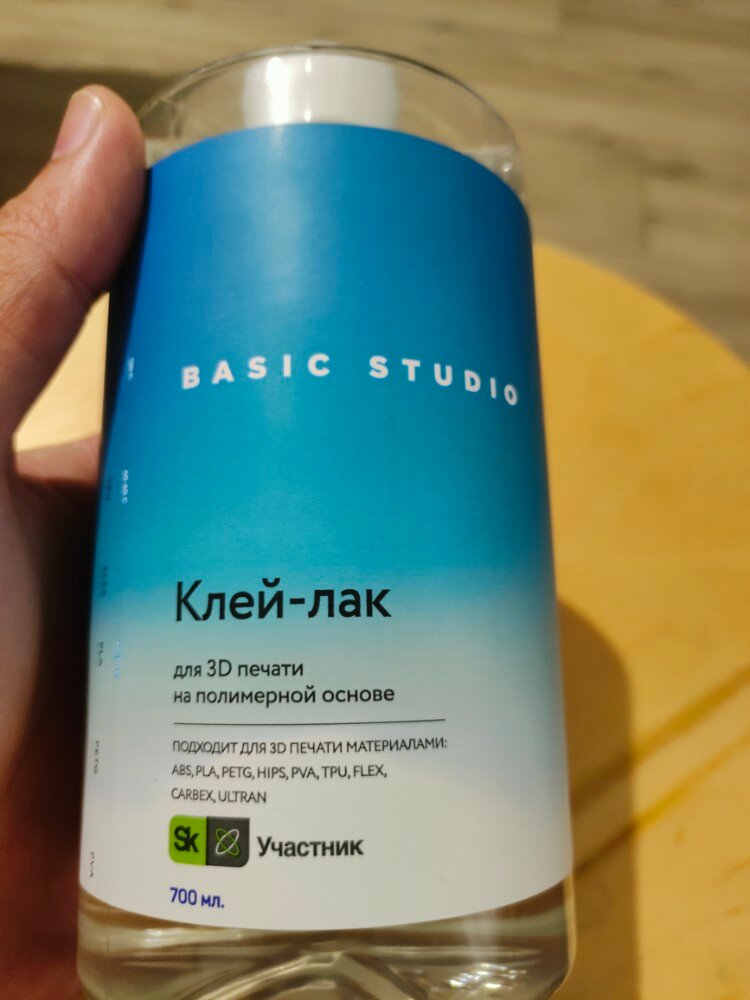 BASIC STUDIO
Клей-лак
для 3D печати
на полимерной основе
ПОДХОДИТ ДЛЯ 3D ПЕЧАТИ МАТЕРИАЛАМИ:
ABS, PLA, PETG, HIPS, PVA, TPU, FLEX,
CARBEX, ULTRAN
Sk Участник
700 мл.